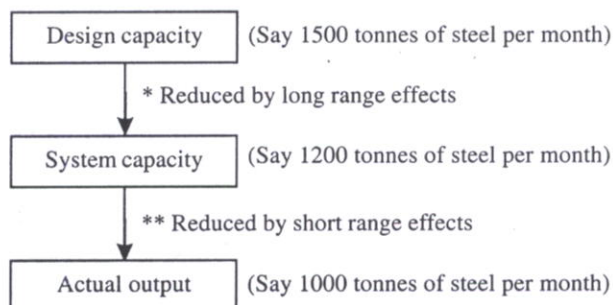 Design capacity (Say 1500 tonnes of steel per month)
* Reduced by long range effects
System capacity (Say 1200 tonnes of steel per month)
** Reduced by short range effects
Actual output (Say 1000 tonnes of steel per month)